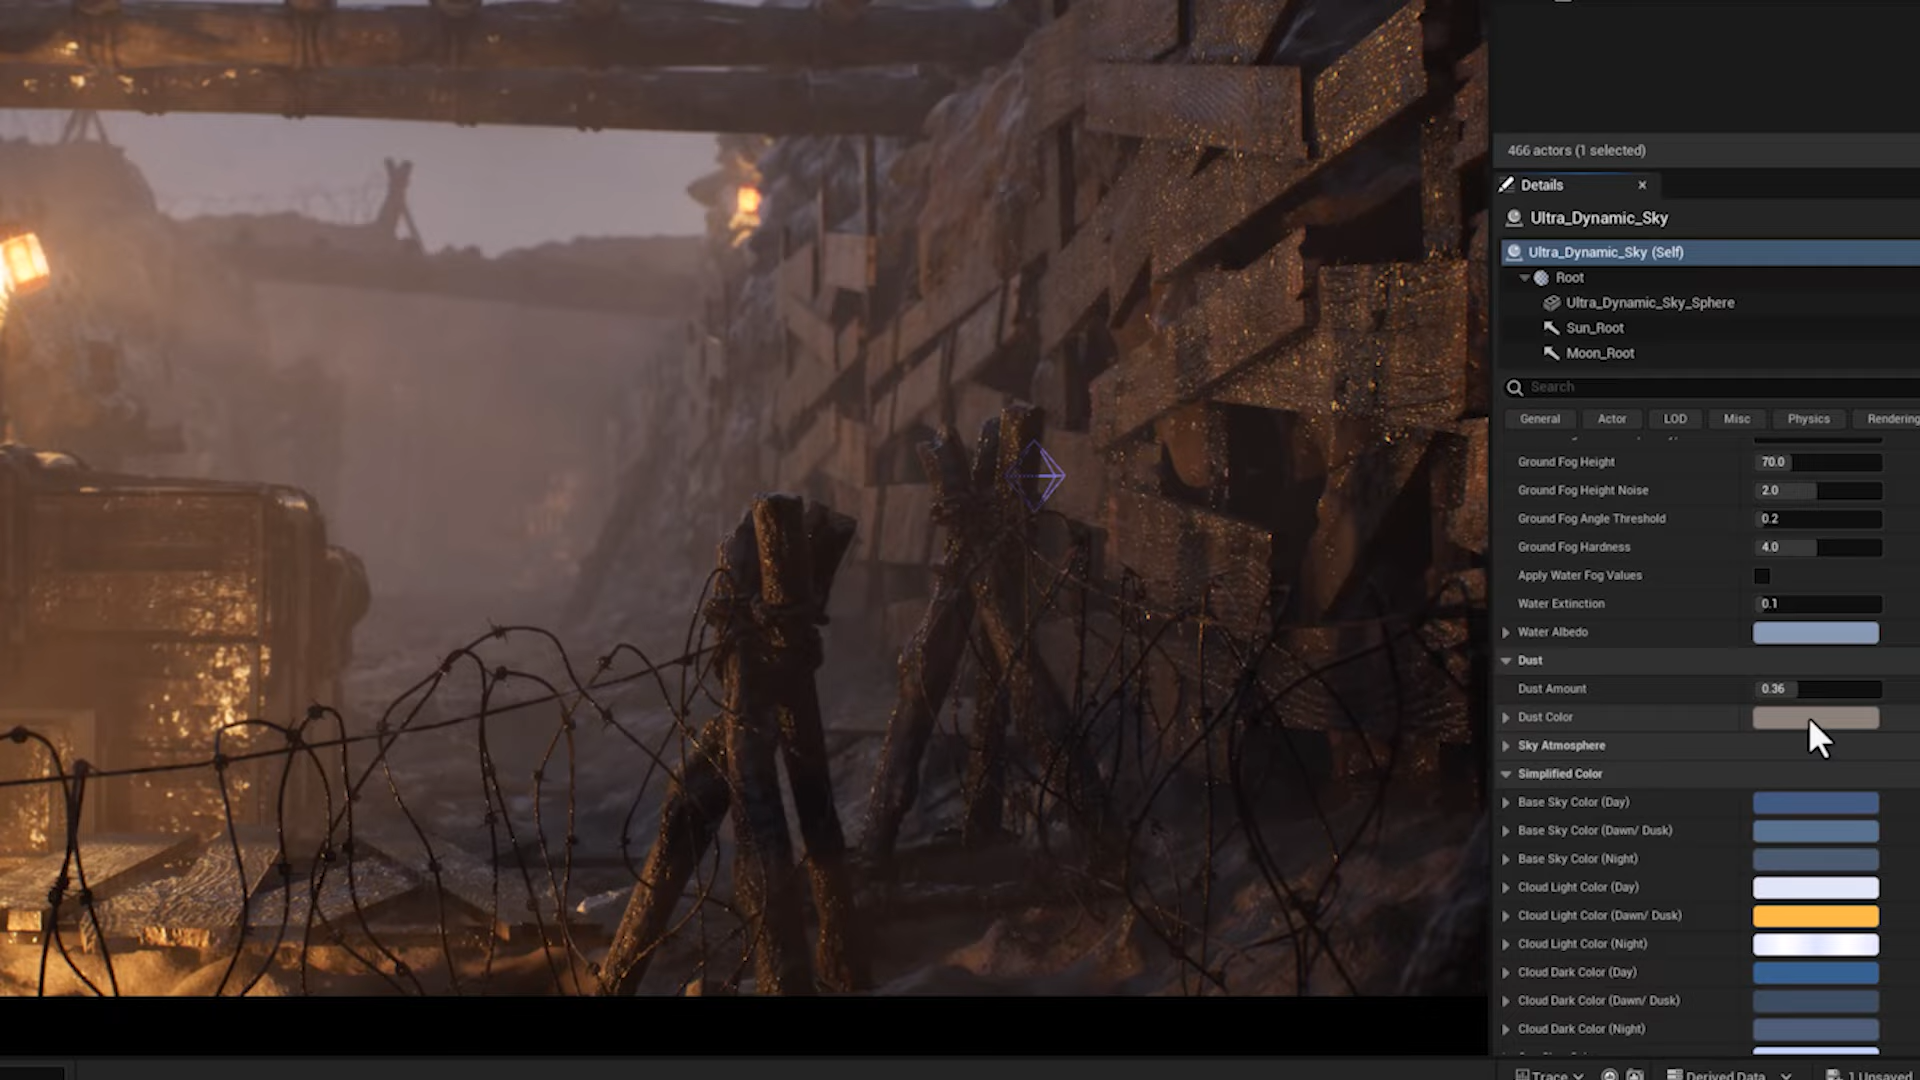 466 actors (1 selected)
Details
Ultra_Dynamic_Sky
Ultra_Dynamic_Sky (Self)
Root
Ultra_Dynamic_Sky_Sphere
Sun_Root
Moon_Root
Search
General Actor LOD Misc Physics Rendering
Ground Fog Height 70.0
Ground Fog Height Noise 2.0
Ground Fog Angle Threshold 0.2
Ground Fog Hardness 4.0
Apply Water Fog Values
Water Extinction 0.1
Water Albedo
Dust
Dust Amount 0.36
Dust Color
Sky Atmosphere
Simplified Color
Base Sky Color (Day)
Base Sky Color (Dawn/ Dusk)
Base Sky Color (Night)
Cloud Light Color (Day)
Cloud Light Color (Dawn/ Dusk)
Cloud Light Color (Night)
Cloud Dark Color (Day)
Cloud Dark Color (Dawn/ Dusk)
Cloud Dark Color (Night)
Trace Derived Data 1 Unsaved